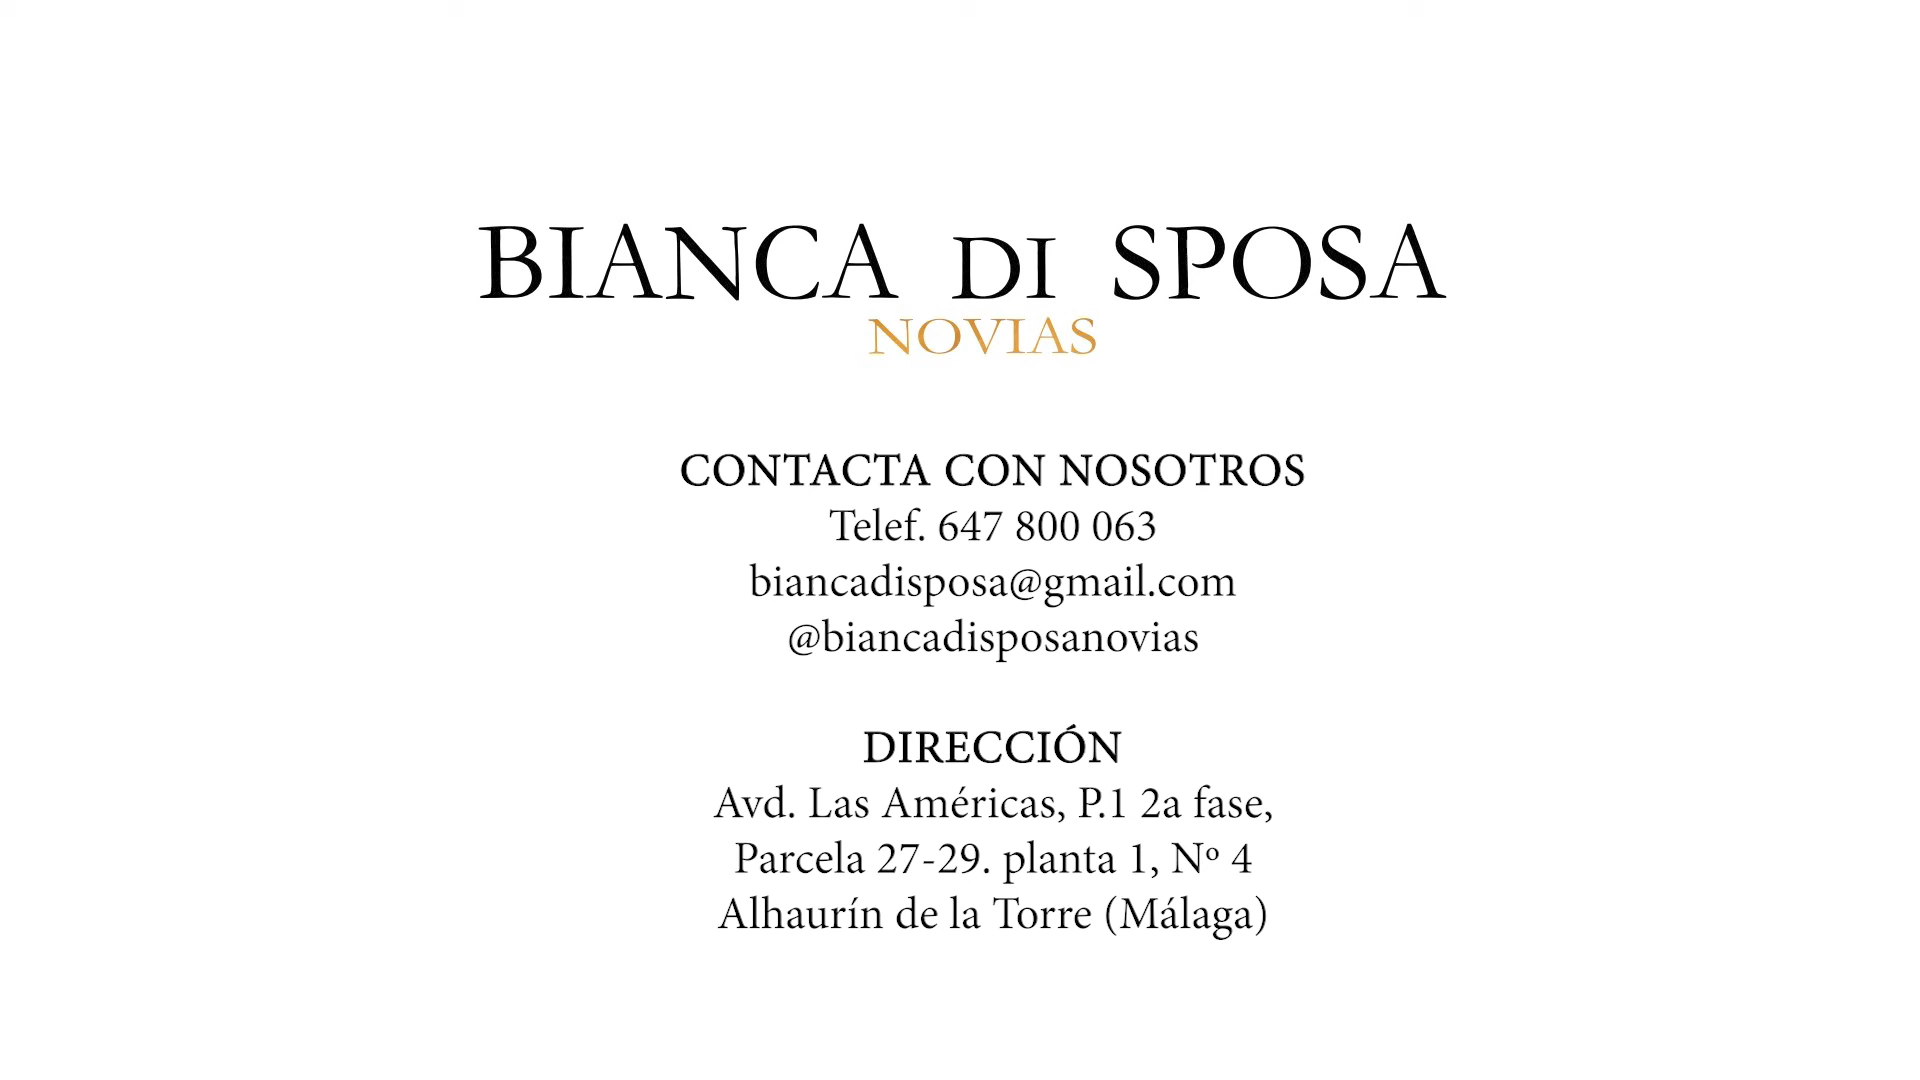 BIANCA DI SPOSA
NOVIAS
CONTACTA CON NOSOTROS
Telef. 647 800 063
biancadisposa@gmail.com
@biancadisposanovias
DIRECCIÓN
Avd. Las Américas, P.1 2a fase,
Parcela 27-29. planta 1, Nº 4
Alhaurín de la Torre (Málaga)